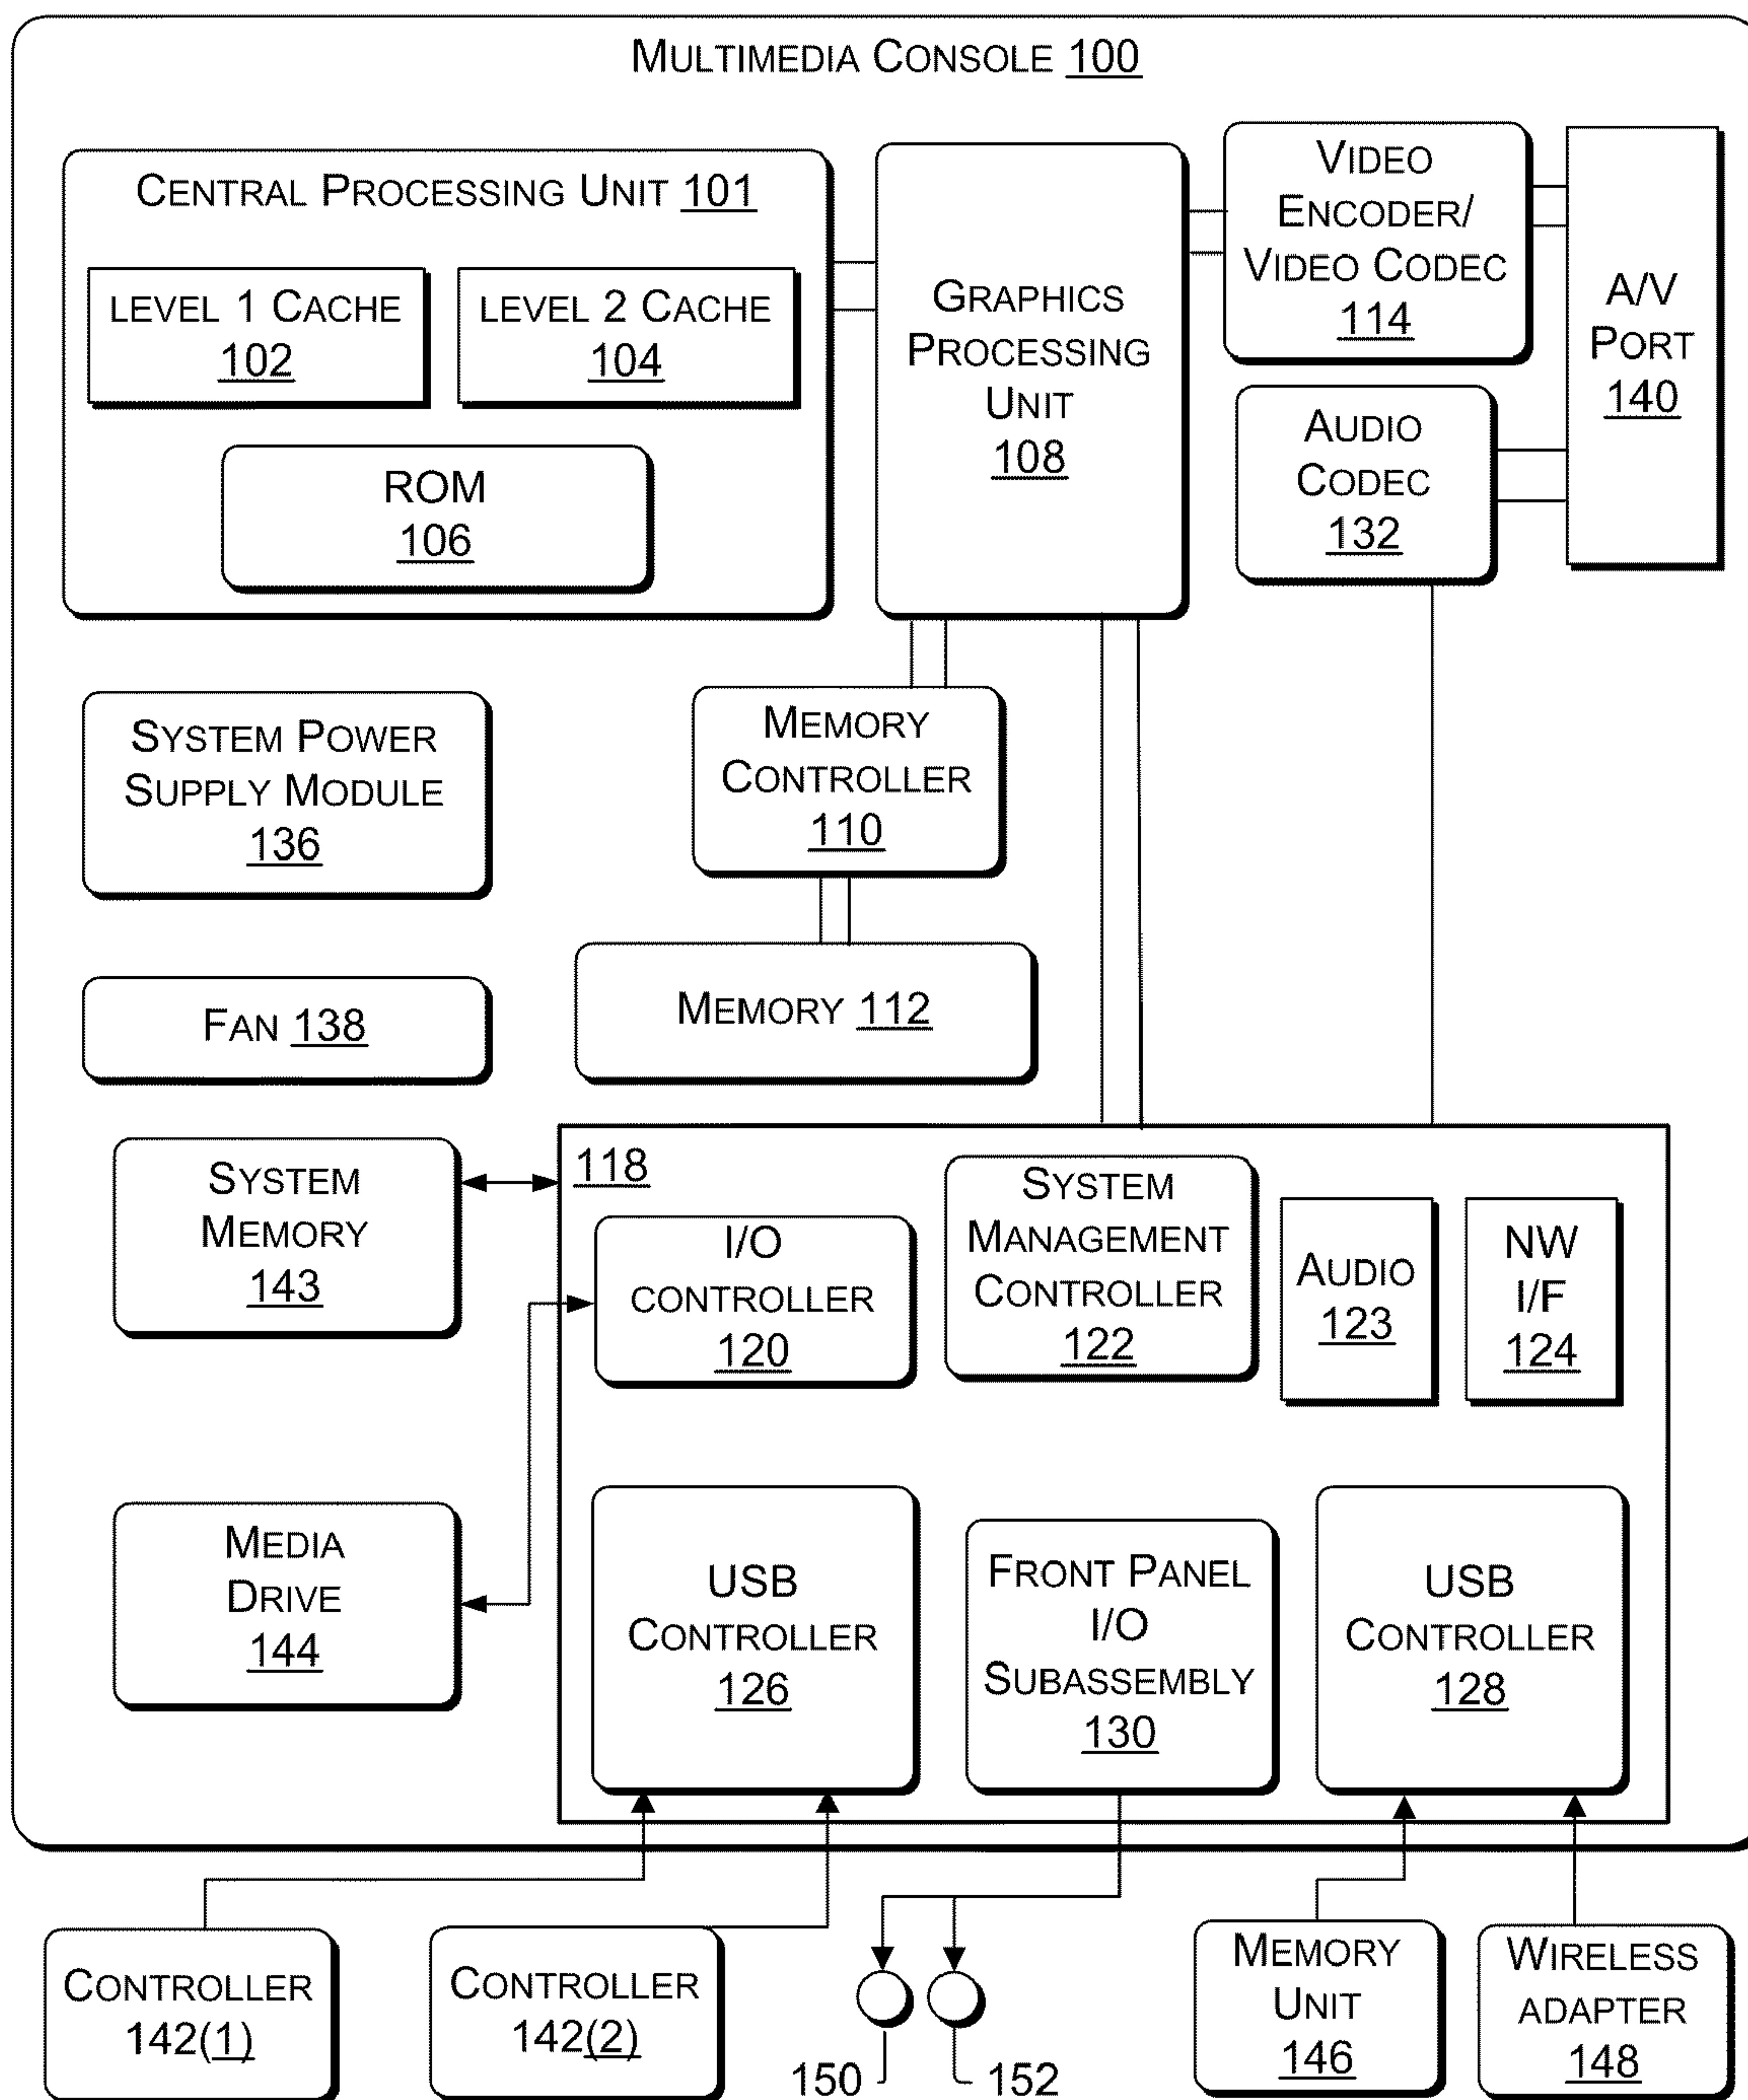 MULTIMEDIA CONSOLE 100
CENTRAL PROCESSING UNIT 101
LEVEL 1 CACHE
102
LEVEL 2 CACHE
104
ROM
106
GRAPHICS
PROCESSING
UNIT
108
VIDEO
ENCODER/
VIDEO CODEC
114
A/V
PORT
140
AUDIO
CODEC
132
SYSTEM POWER
SUPPLY MODULE
136
MEMORY
CONTROLLER
110
FAN 138
MEMORY 112
SYSTEM
MEMORY
143
118
I/O
CONTROLLER
120
SYSTEM
MANAGEMENT
CONTROLLER
122
AUDIO
123
NW
I/F
124
MEDIA
DRIVE
144
USB
CONTROLLER
126
FRONT PANEL
I/O
SUBASSEMBLY
130
USB
CONTROLLER
128
CONTROLLER
142(1)
CONTROLLER
142(2)
150
152
MEMORY
UNIT
146
WIRELESS
ADAPTER
148